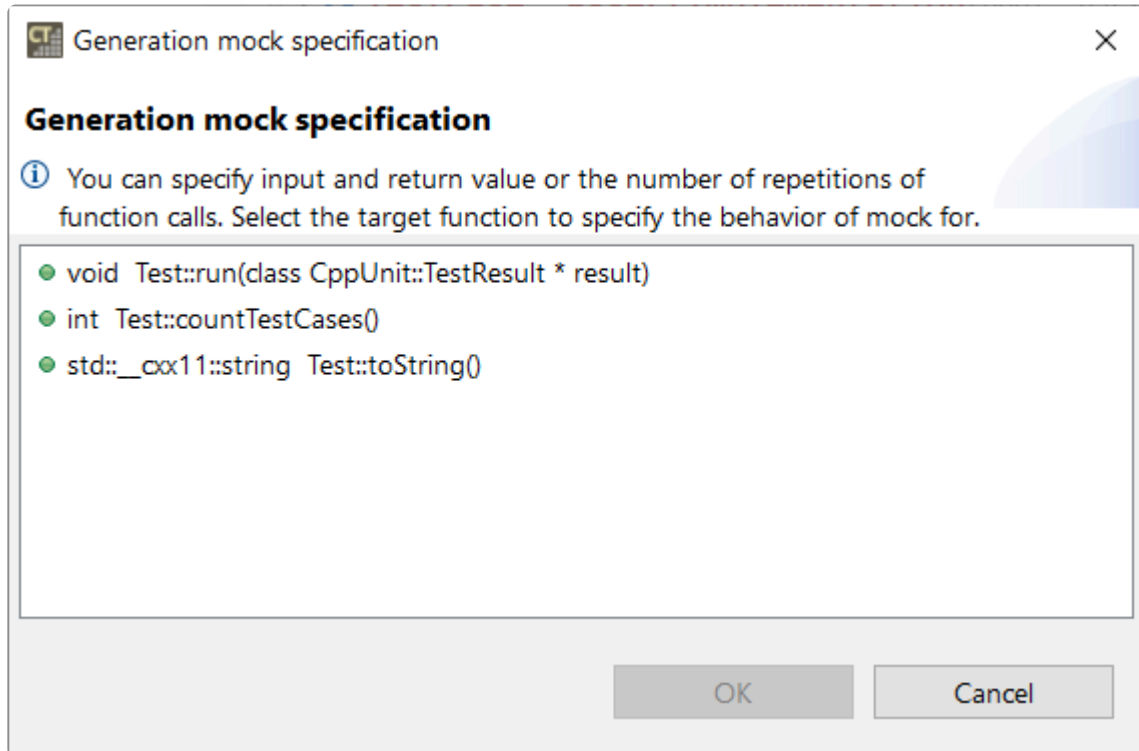 CT
Generation mock specification
Generation mock specification
You can specify input and return value or the number of repetitions of
function calls. Select the target function to specify the behavior of mock for.
void Test::run(class CppUnit::TestResult * result)
int Test::countTestCases()
std::__cxx11::string Test::toString()
OK
Cancel